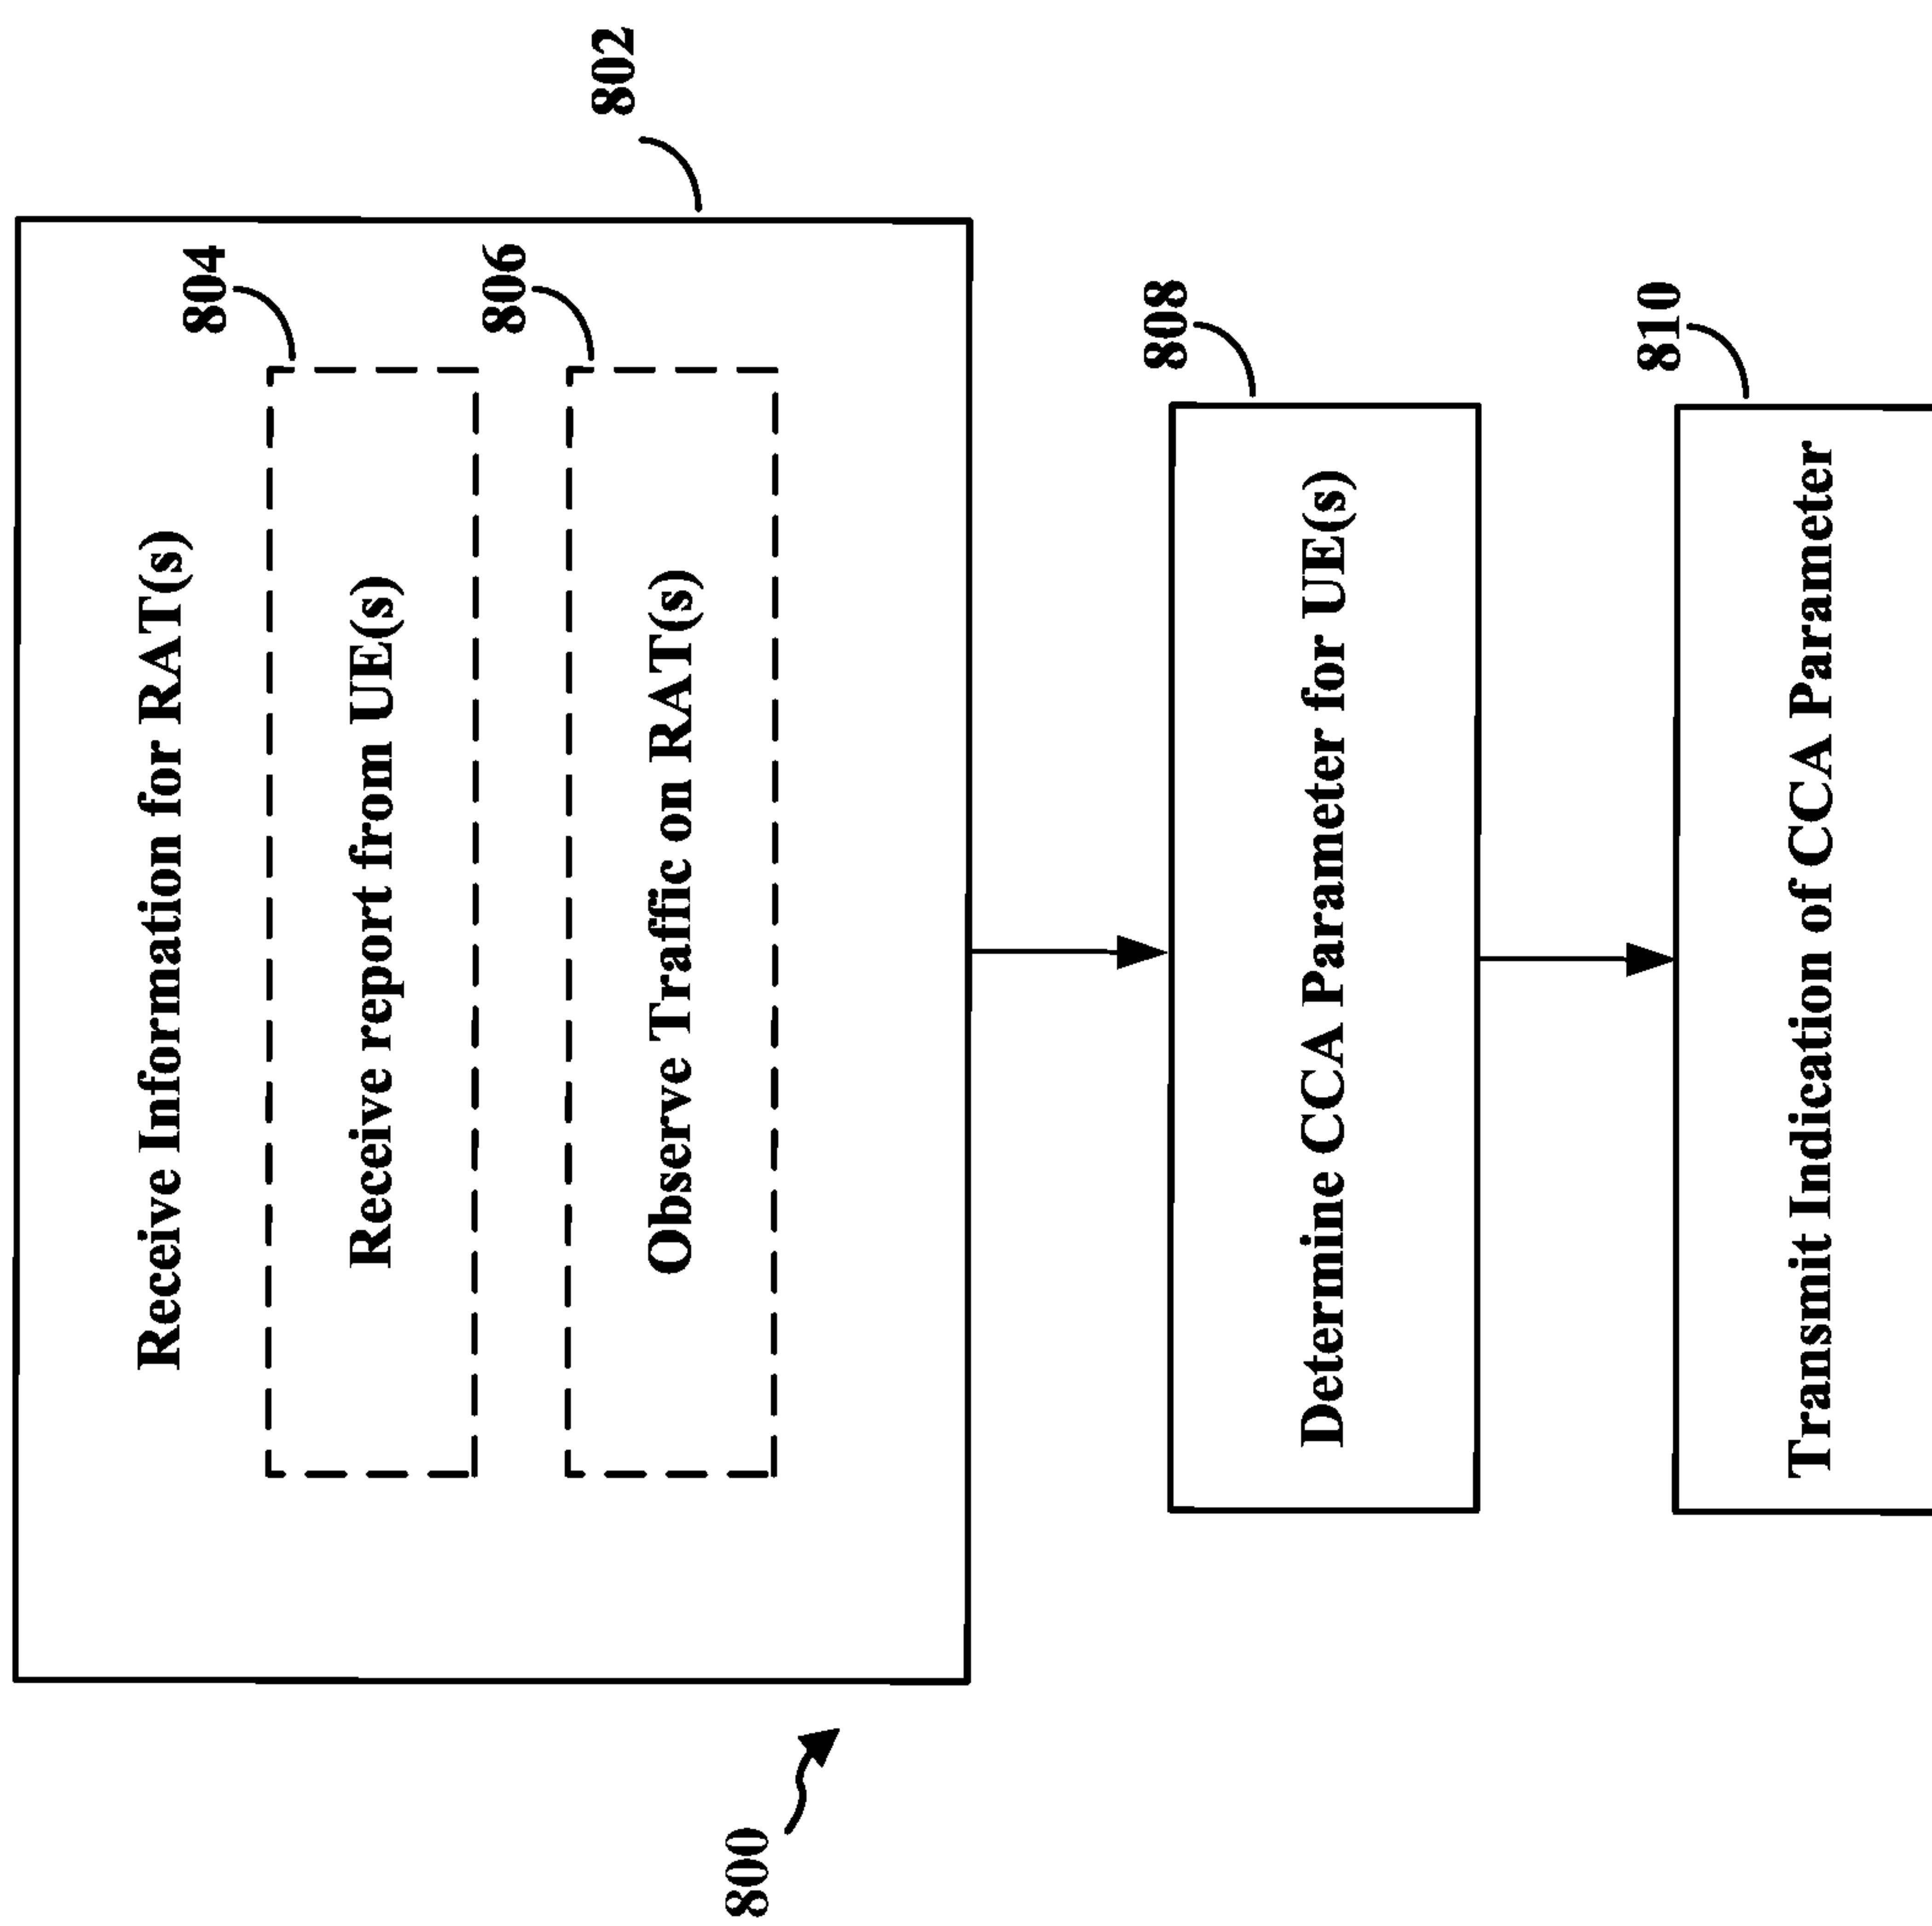 800
802
Receive Information for RAT(s)
804
Receive report from UE(s)
806
Observe Traffic on RAT(s)
808
Determine CCA Parameter for UE(s)
810
Transmit Indication of CCA Parameter